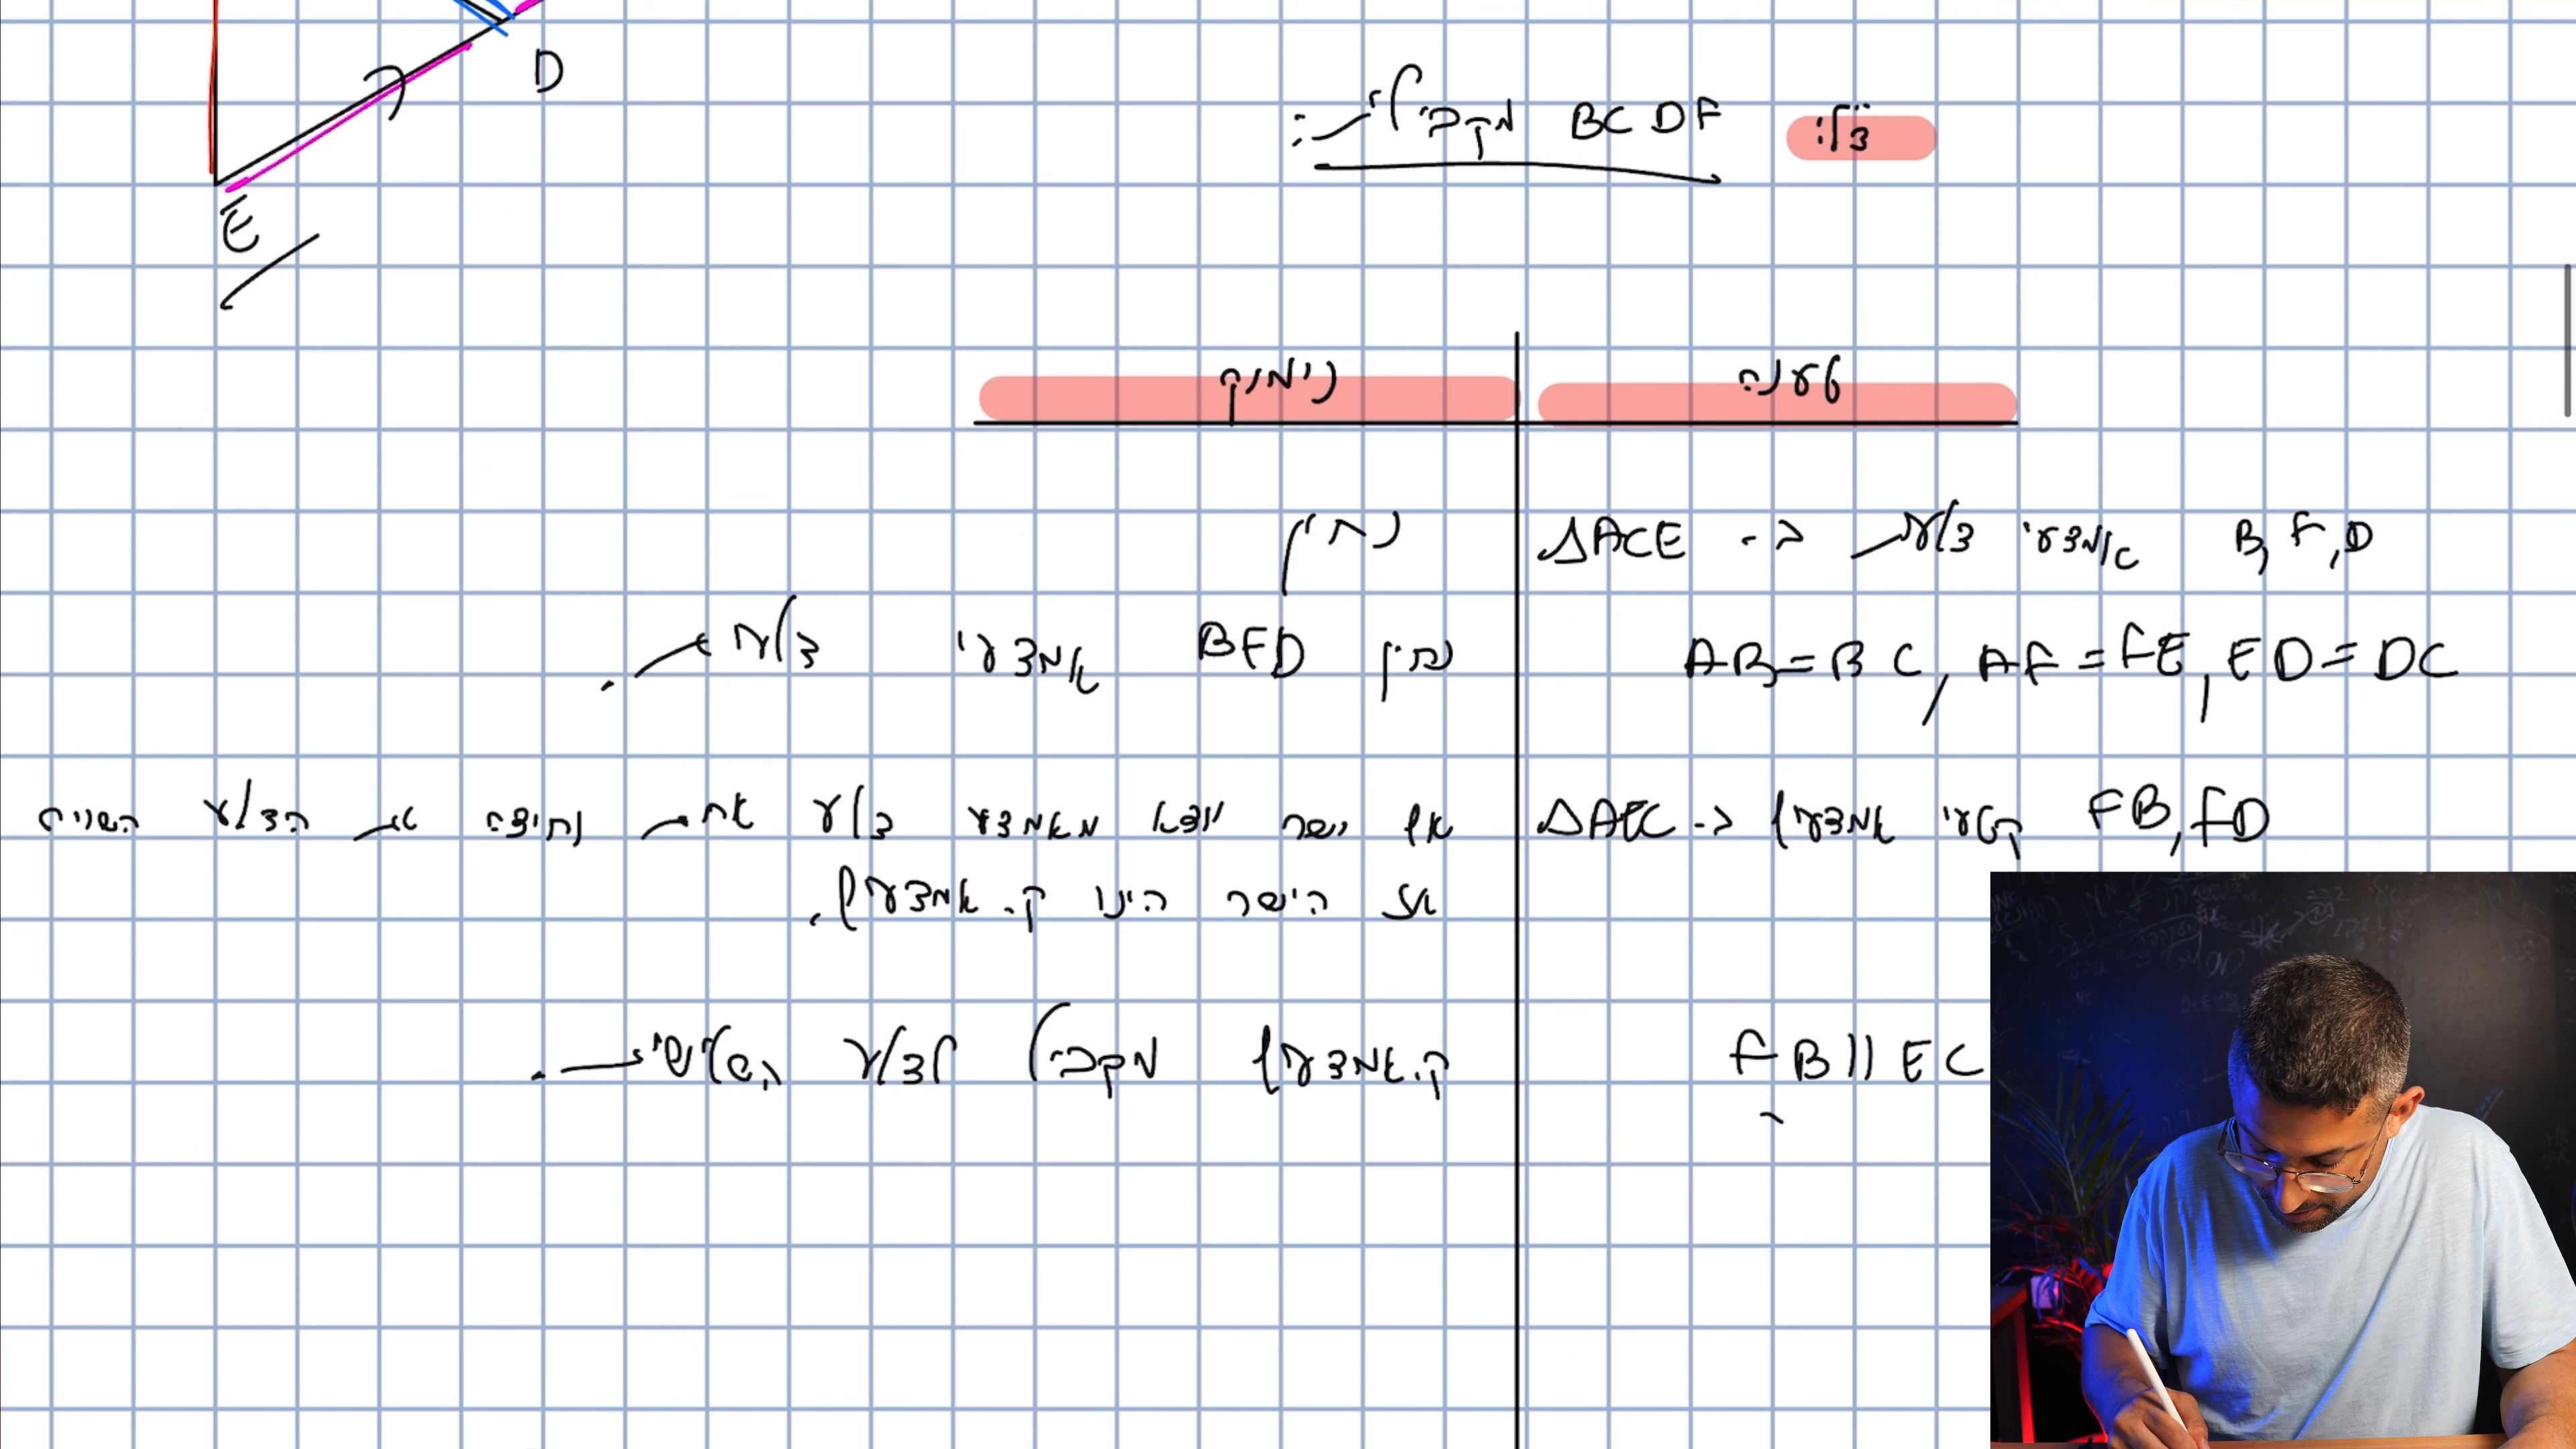 D
E
צ"ל: BCDF מקבילית:
טענה נימוק
B, F, D אמצעי צלעות ב- ΔACE נתון
AB=BC, AF=FE, ED=DC נתון BFD אמצעי צלעות.
FB, FD קטעי אמצעים ב- ΔAEC אם ישר יוצא מאמצע צלע אחת וחוצה את הצלע השנייה
אז הישר הינו ק. אמצעים.
FB || EC ק. אמצעים מקביל לצלע השלישית.